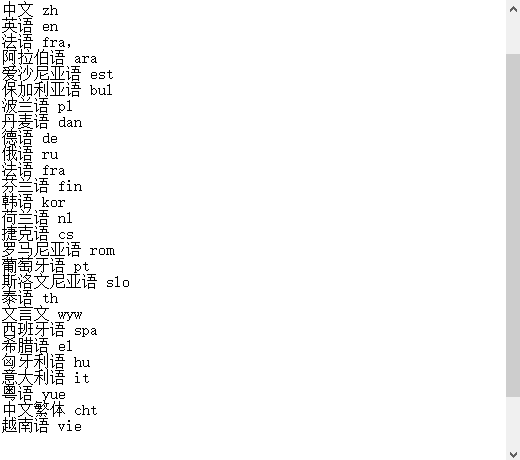 中文 zh
英语 en
法语 fra,
阿拉伯语 ara
爱沙尼亚语 est
保加利亚语 bul
波兰语 pl
丹麦语 dan
德语 de
俄语 ru
法语 fra
芬兰语 fin
韩语 kor
荷兰语 nl
捷克语 cs
罗马尼亚语 rom
葡萄牙语 pt
斯洛文尼亚语 slo
泰语 th
文言文 wyw
西班牙语 spa
希腊语 el
匈牙利语 hu
意大利语 it
粤语 yue
中文繁体 cht
越南语 vie